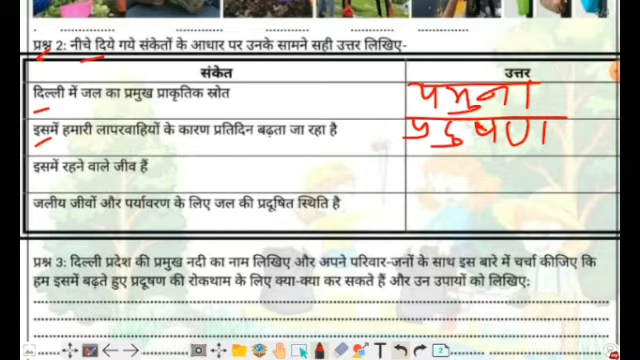 प्रश्न 2: नीचे दिये गये संकेतों के आधार पर उनके सामने सही उत्तर लिखिए-
संकेत उत्तर
दिल्ली में जल का प्रमुख प्राकृतिक स्रोत यमुना
इसमें हमारी लापरवाहियों के कारण प्रतिदिन बढ़ता जा रहा है प्रदुषण
इसमें रहने वाले जीव हैं
जलीय जीवों और पर्यावरण के लिए जल की प्रदूषित स्थिति है
प्रश्न 3: दिल्ली प्रदेश की प्रमुख नदी का नाम लिखिए और अपने परिवार-जनों के साथ इस बारे में चर्चा कीजिए कि
हम इसमें बढ़ते हुए प्रदूषण की रोकथाम के लिए क्या-क्या कर सकते हैं और उन उपायों को लिखिए: